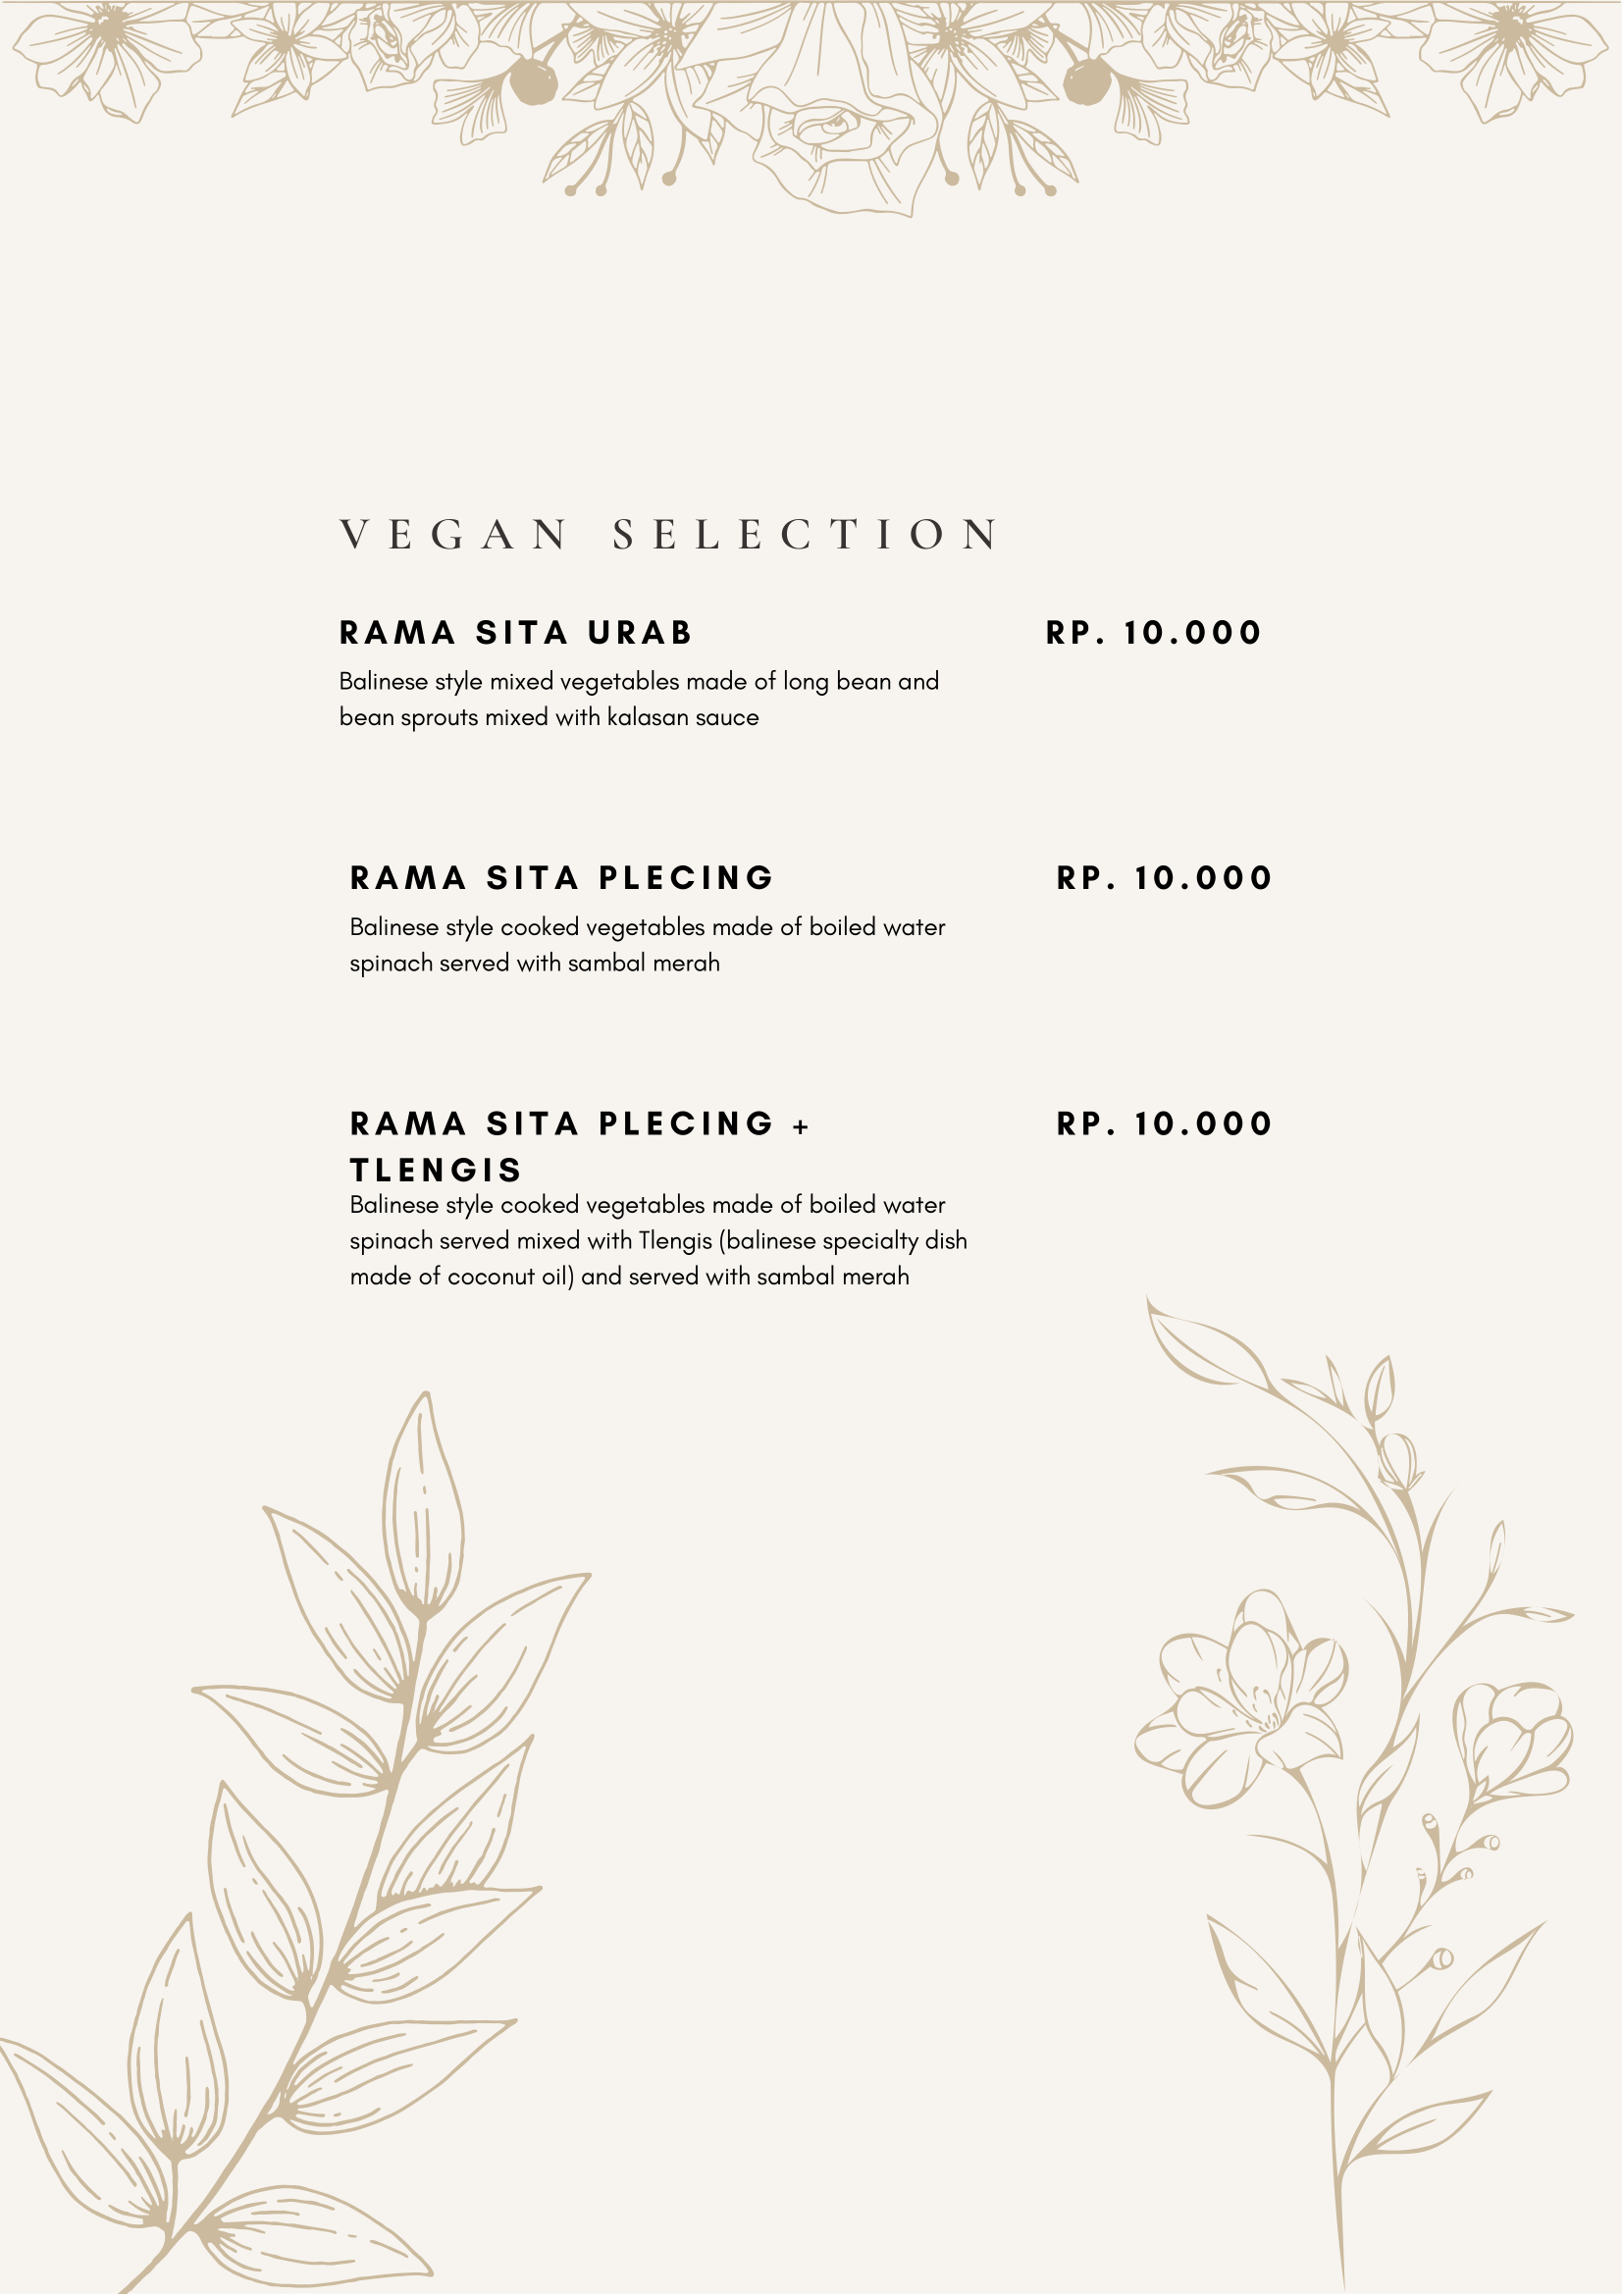 VEGAN SELECTION
RAMA SITA URAB RP. 10.000
Balinese style mixed vegetables made of long bean and
bean sprouts mixed with kalasan sauce
RAMA SITA PLECING RP. 10.000
Balinese style cooked vegetables made of boiled water
spinach served with sambal merah
RAMA SITA PLECING + RP. 10.000
TLENGIS
Balinese style cooked vegetables made of boiled water
spinach served mixed with Tlengis (balinese specialty dish
made of coconut oil) and served with sambal merah